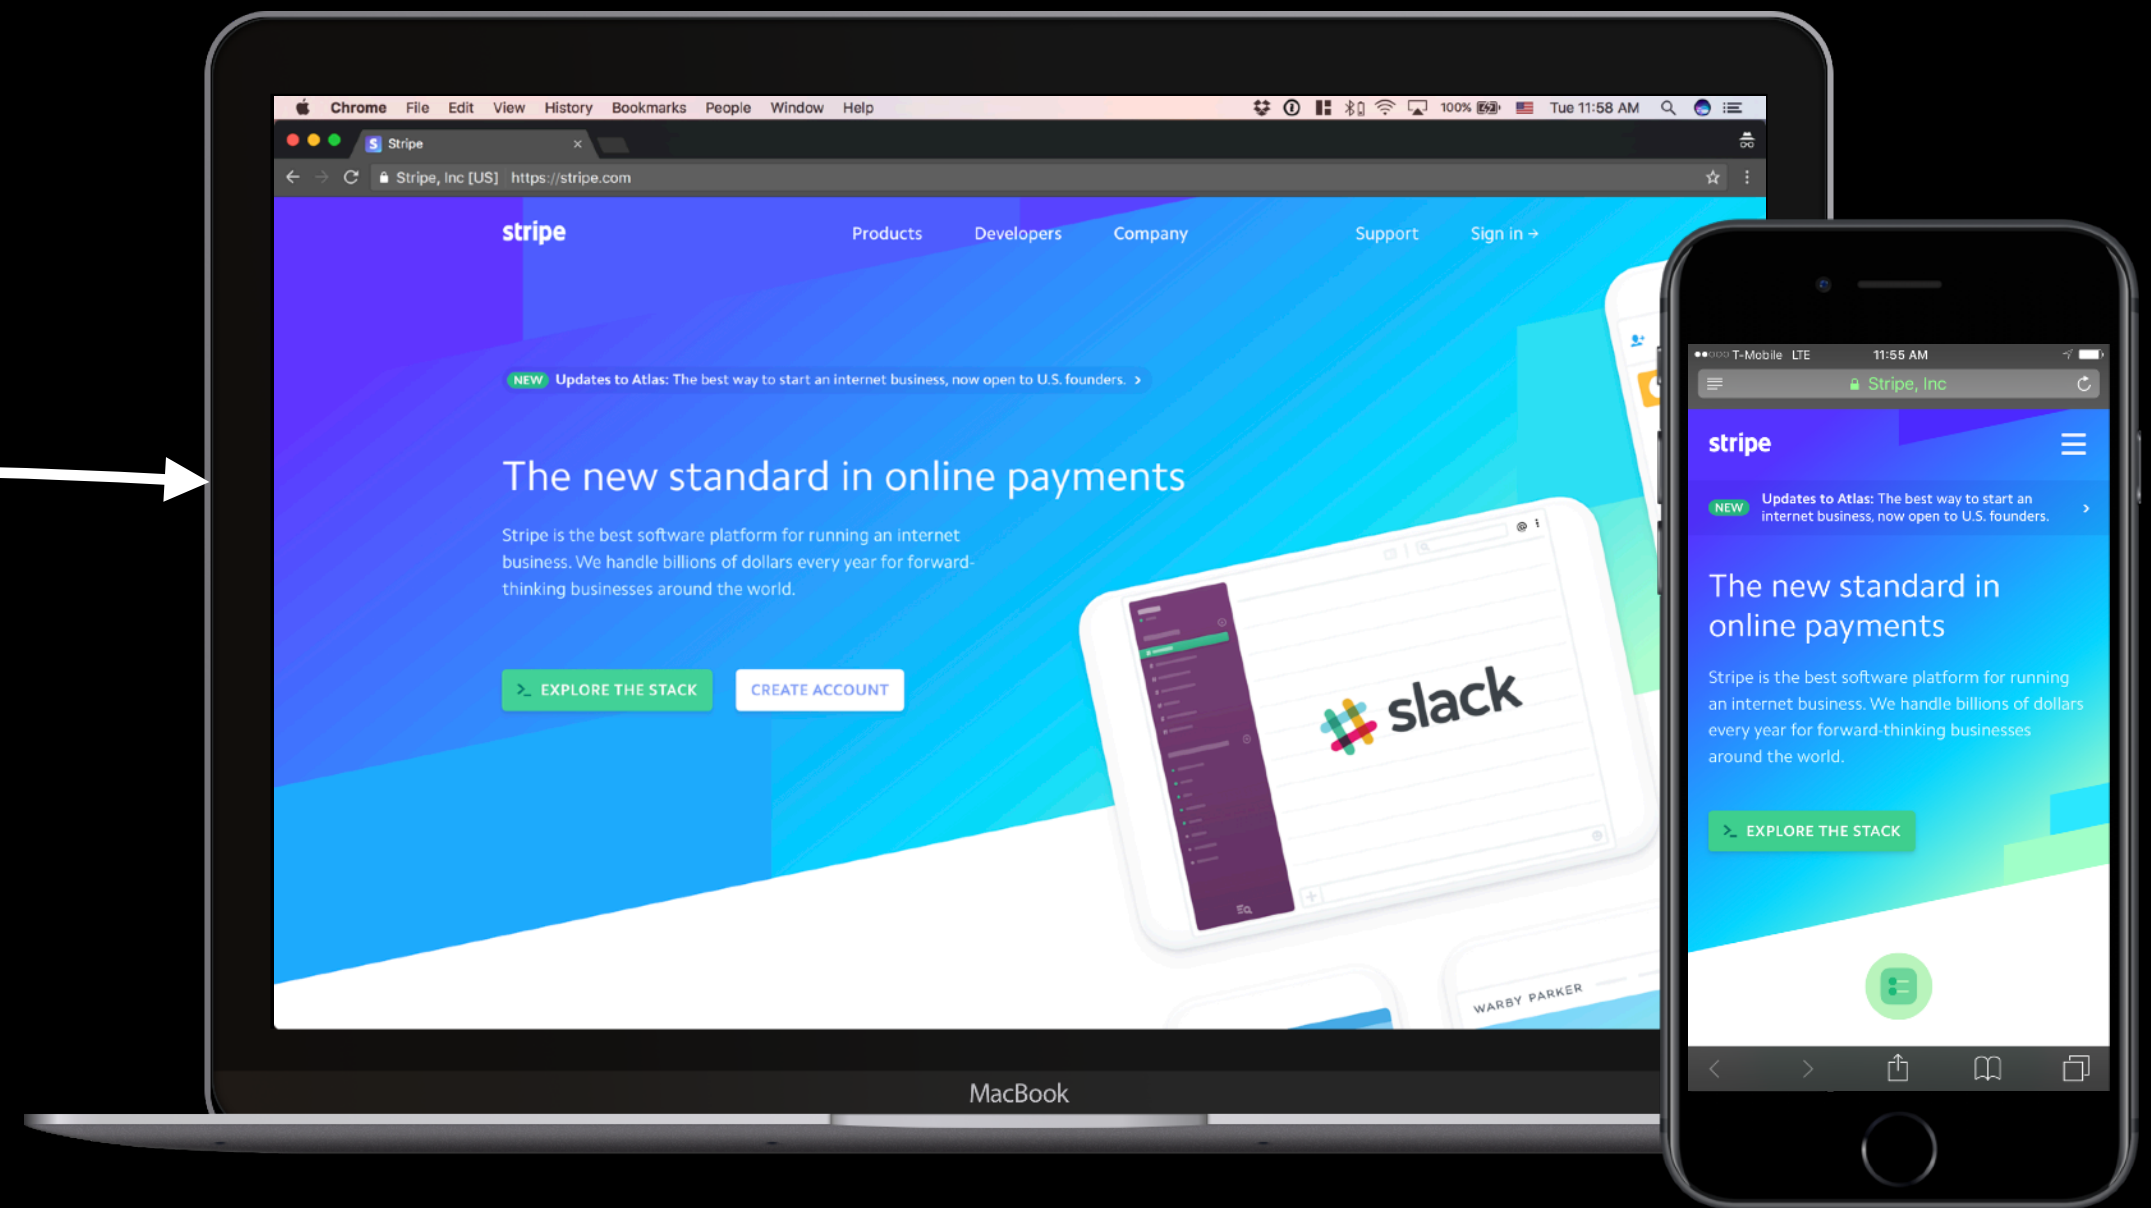 Chrome File Edit View History Bookmarks People Window Help 100% Tue 11:58 AM
Stripe
Stripe, Inc [US] https://stripe.com
stripe Products Developers Company Support Sign in →
NEW Updates to Atlas: The best way to start an internet business, now open to U.S. founders.
The new standard in online payments
Stripe is the best software platform for running an internet
business. We handle billions of dollars every year for forward-
thinking businesses around the world.
EXPLORE THE STACK CREATE ACCOUNT
slack
WARBY PARKER
MacBook
T-Mobile LTE 11:55 AM
Stripe, Inc
stripe
NEW Updates to Atlas: The best way to start an
internet business, now open to U.S. founders.
The new standard in
online payments
Stripe is the best software platform for running
an internet business. We handle billions of dollars
every year for forward-thinking businesses
around the world.
EXPLORE THE STACK